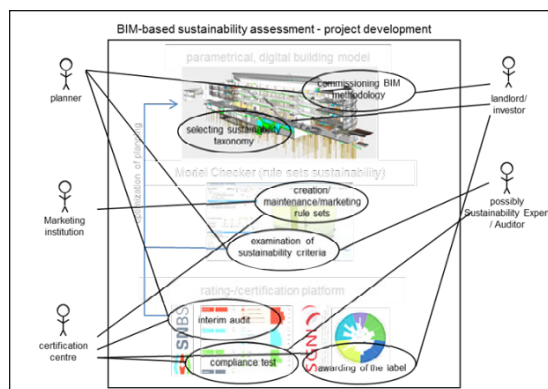 BIM-based sustainability assessment - project development
parametrical, digital building model
planner
commissioning BIM
methodology
landlord/
investor
selecting sustainability
taxonomy
optimization of planning
Model Checker (rule sets sustainability)
Marketing
institution
creation/
maintenance/marketing
rule sets
possibly
Sustainability Exper
/ Auditor
examination of
sustainability criteria
rating-/certification platform
certification
centre
interim audit
compliance test
awarding of the label